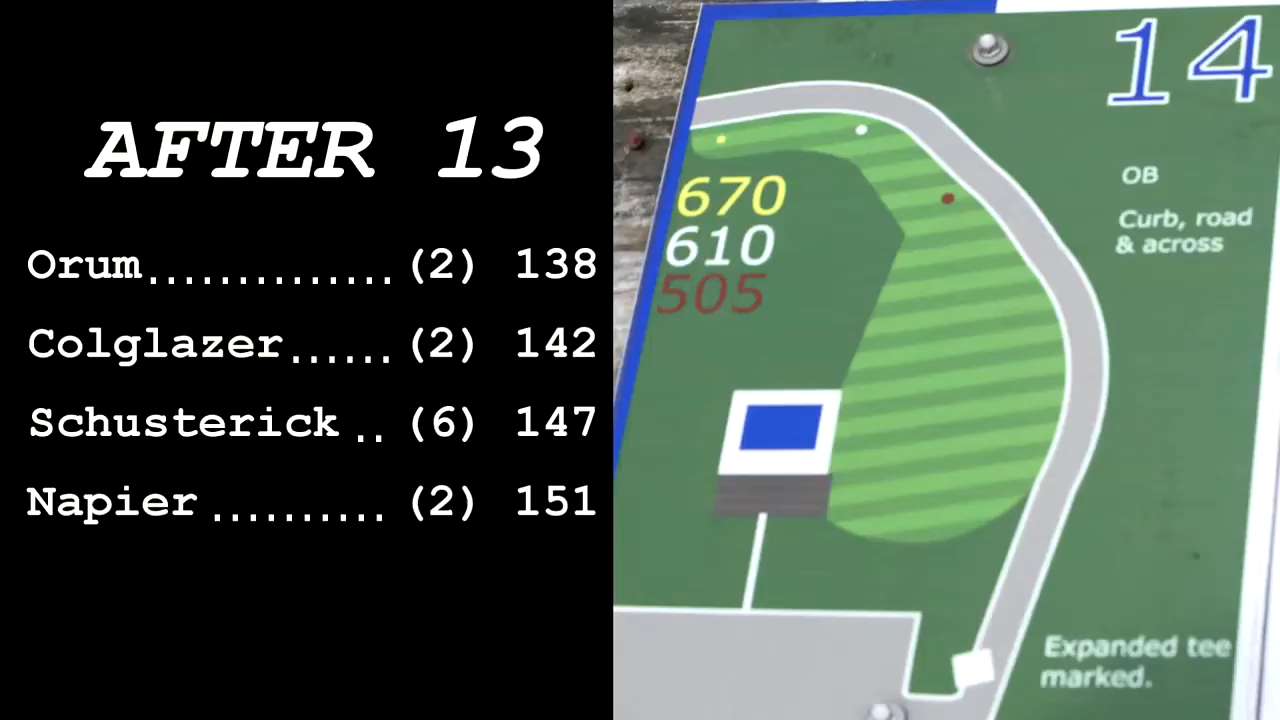 AFTER 13
Orum..............(2) 138
Colglazer......(2) 142
Schusterick ..(6) 147
Napier ..........(2) 151
14
OB
Curb, road
& across
670
610
505
Expanded tee
marked.